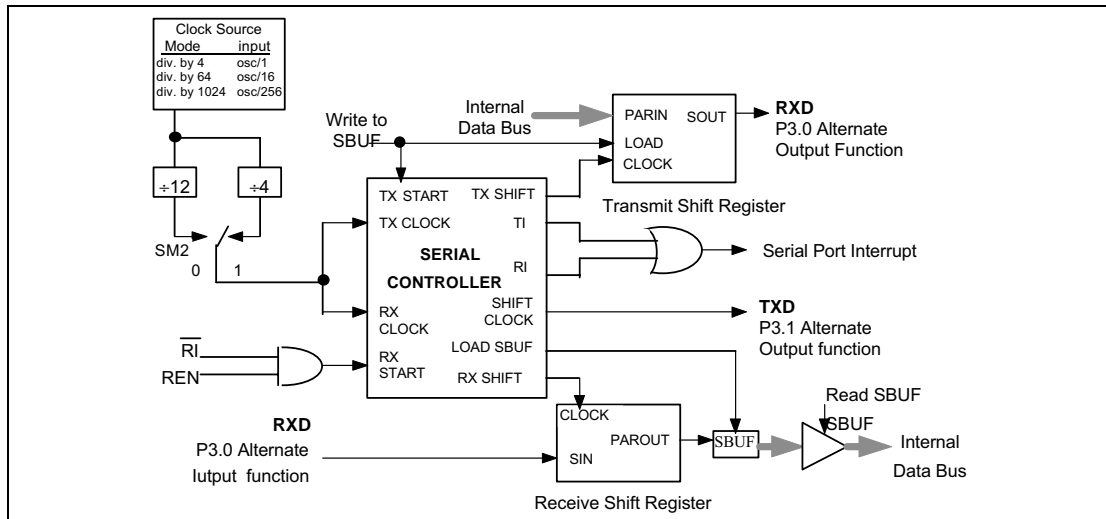 Clock Source
Mode input
div. by 4 osc/1
div. by 64 osc/16
div. by 1024 osc/256
÷12
÷4
SM2
0 1
Write to
SBUF
Internal
Data Bus
PARIN SOUT
LOAD
CLOCK
RXD
P3.0 Alternate
Output Function
Transmit Shift Register
TX START TX SHIFT
TX CLOCK TI
SERIAL
CONTROLLER
RI
RX
CLOCK
SHIFT
CLOCK
RX
START
LOAD SBUF
RX SHIFT
Serial Port Interrupt
TXD
P3.1 Alternate
Output function
RI
REN
RXD
P3.0 Alternate
Iutput function
CLOCK
PAROUT
SIN
Receive Shift Register
SBUF
Read SBUF
SBUF
Internal
Data Bus